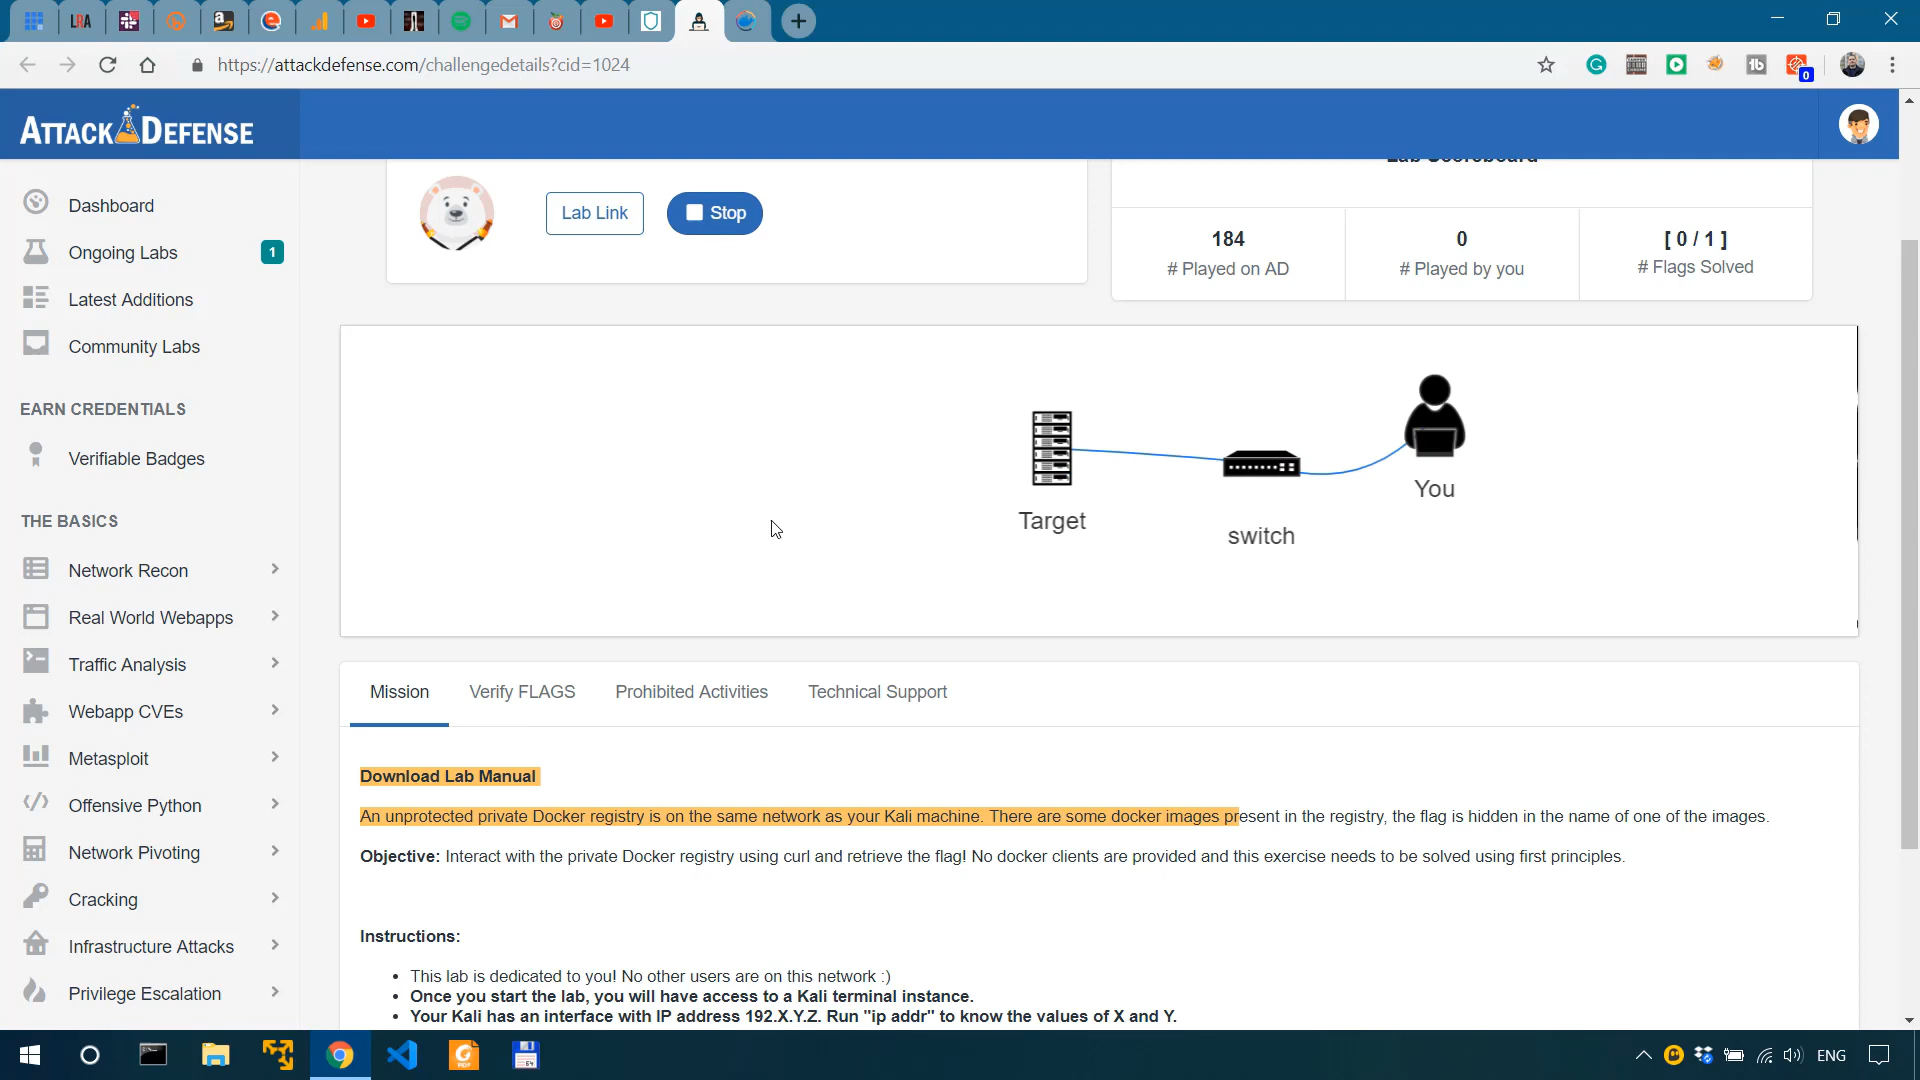 LRA
https://attackdefense.com/challengedetails?cid=1024
0
ATTACK DEFENSE
Lab Scoreboard
Dashboard
Ongoing Labs 1
Latest Additions
Community Labs
EARN CREDENTIALS
Verifiable Badges
THE BASICS
Network Recon
Real World Webapps
Traffic Analysis
Webapp CVEs
Metasploit
Offensive Python
Network Pivoting
Cracking
Infrastructure Attacks
Privilege Escalation
Lab Link
Stop
184
# Played on AD
0
# Played by you
[ 0 / 1 ]
# Flags Solved
Target
switch
You
Mission Verify FLAGS Prohibited Activities Technical Support
Download Lab Manual
An unprotected private Docker registry is on the same network as your Kali machine. There are some docker images present in the registry, the flag is hidden in the name of one of the images.
Objective: Interact with the private Docker registry using curl and retrieve the flag! No docker clients are provided and this exercise needs to be solved using first principles.
Instructions:
• This lab is dedicated to you! No other users are on this network :)
• Once you start the lab, you will have access to a Kali terminal instance.
• Your Kali has an interface with IP address 192.X.Y.Z. Run "ip addr" to know the values of X and Y.
ENG